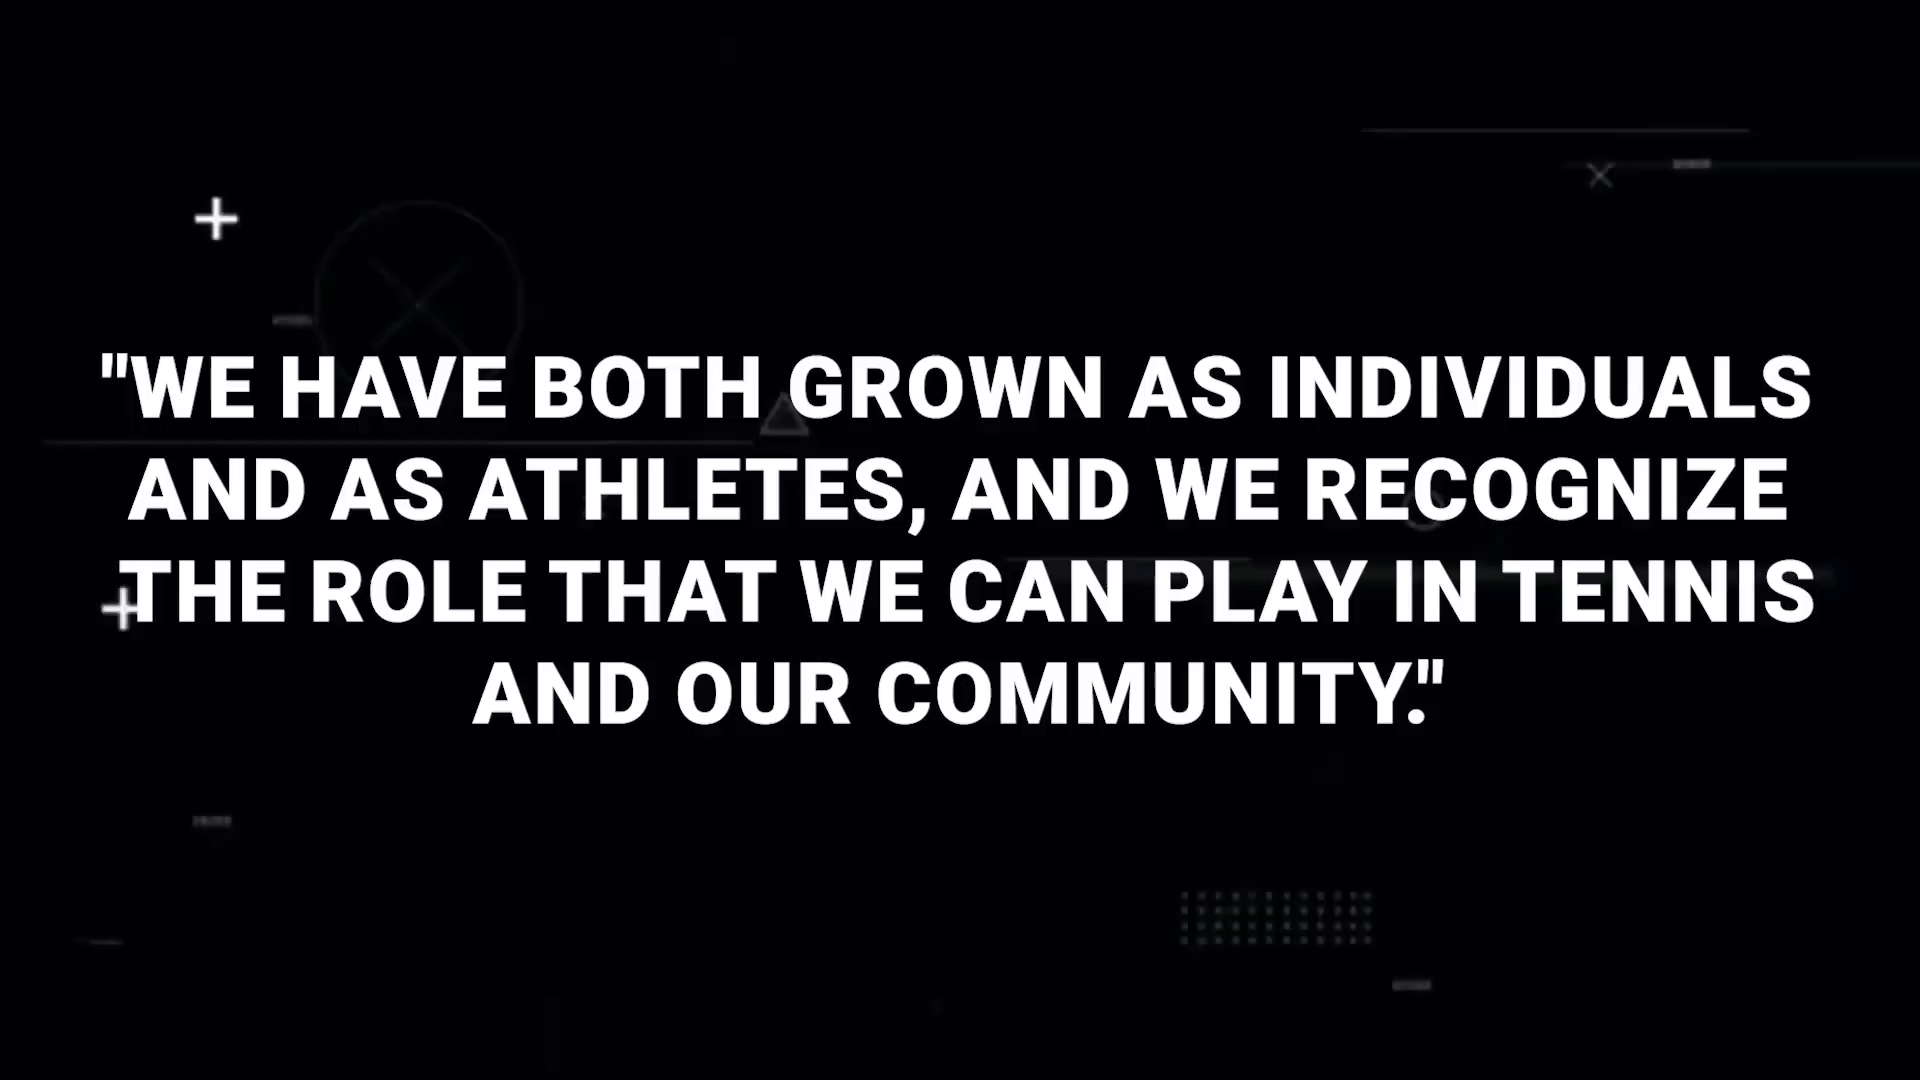 "WE HAVE BOTH GROWN AS INDIVIDUALS
AND AS ATHLETES, AND WE RECOGNIZE
THE ROLE THAT WE CAN PLAY IN TENNIS
AND OUR COMMUNITY."